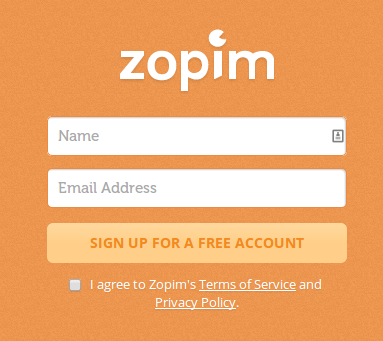 zopim
Name
Email Address
SIGN UP FOR A FREE ACCOUNT
I agree to Zopim's Terms of Service and
Privacy Policy.